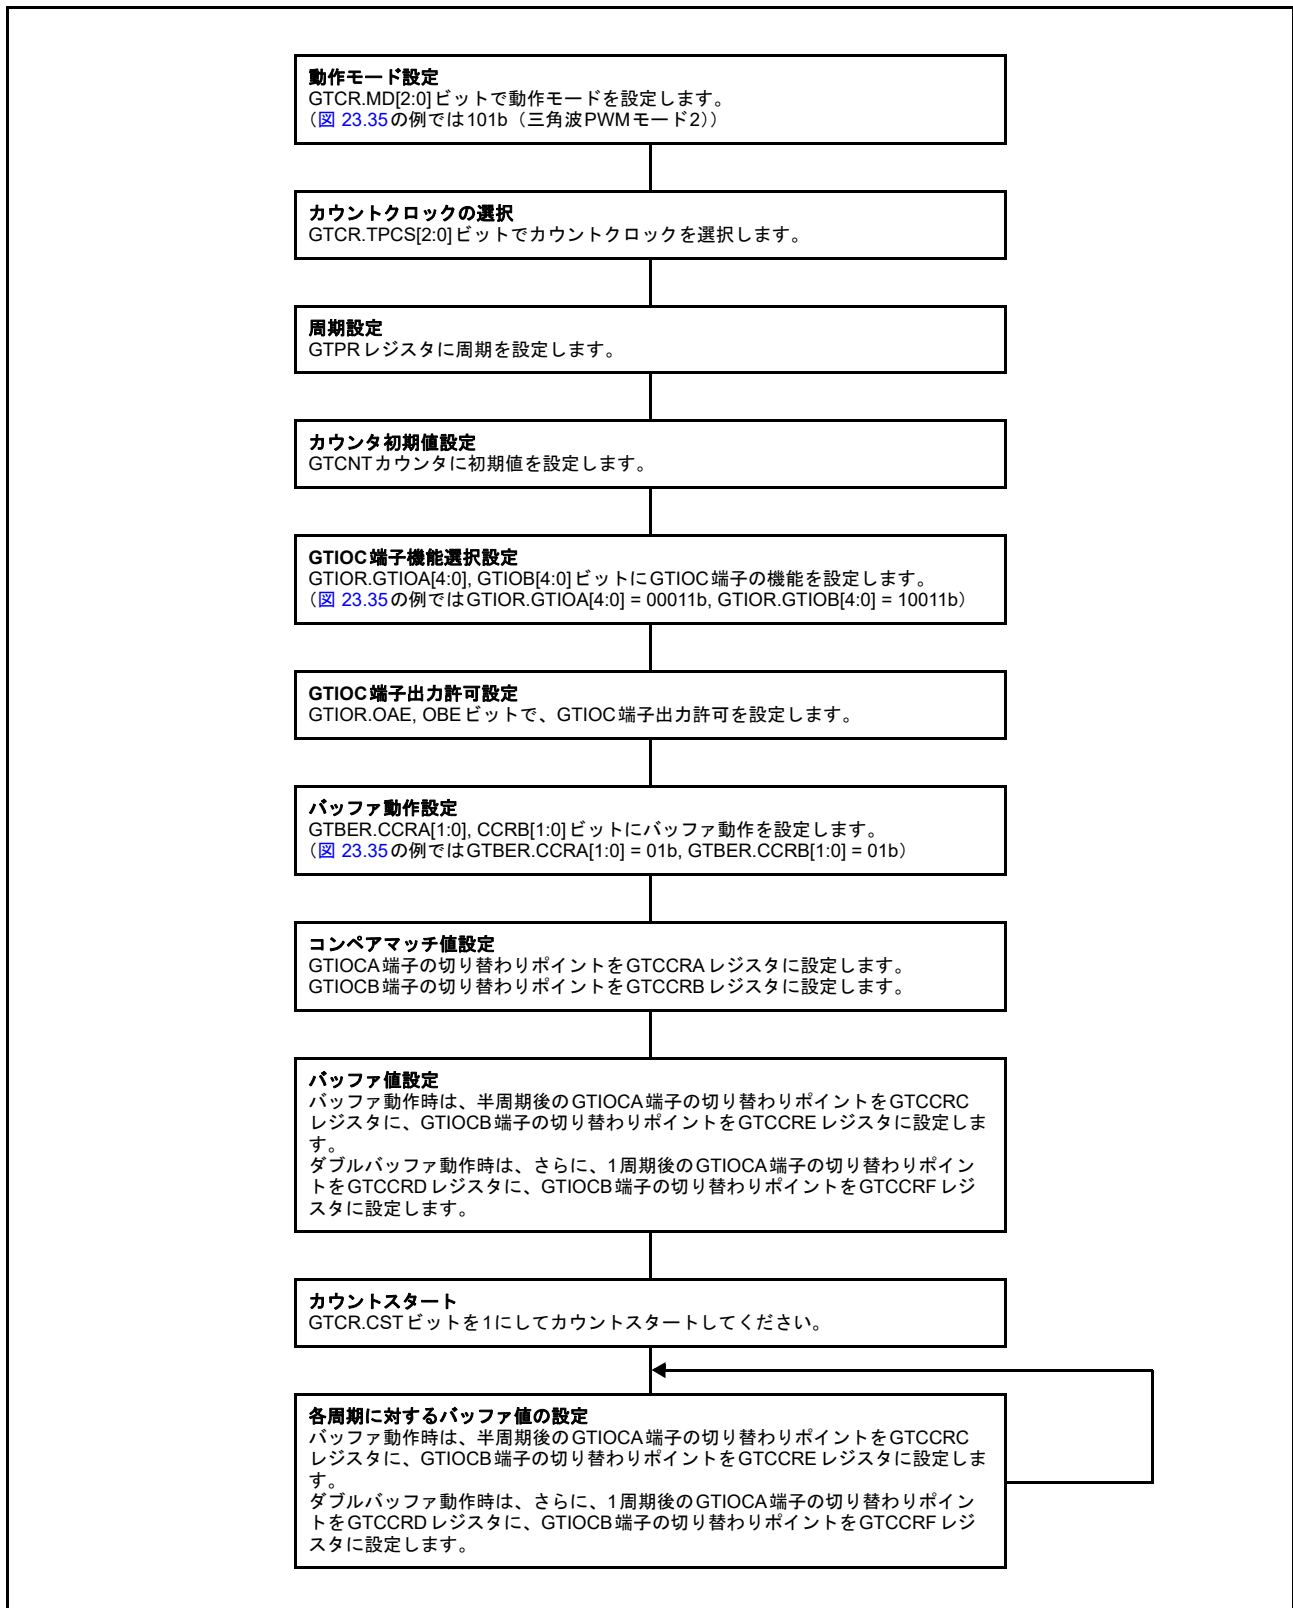 動作モード設定
GTCR.MD[2:0]ビットで動作モードを設定します。
（図 23.35の例では101b（三角波PWMモード2））
カウントクロックの選択
GTCR.TPCS[2:0]ビットでカウントクロックを選択します。
周期設定
GTPRレジスタに周期を設定します。
カウンタ初期値設定
GTCNTカウンタに初期値を設定します。
GTIOC端子機能選択設定
GTIOR.GTIOA[4:0], GTIOB[4:0]ビットにGTIOC端子の機能を設定します。
（図 23.35の例ではGTIOR.GTIOA[4:0] = 00011b, GTIOR.GTIOB[4:0] = 10011b）
GTIOC端子出力許可設定
GTIOR.OAE, OBEビットで、GTIOC端子出力許可を設定します。
バッファ動作設定
GTBER.CCRA[1:0], CCRB[1:0]ビットにバッファ動作を設定します。
（図 23.35の例ではGTBER.CCRA[1:0] = 01b, GTBER.CCRB[1:0] = 01b）
コンペアマッチ値設定
GTIOCA端子の切り替わりポイントをGTCCRAレジスタに設定します。
GTIOCB端子の切り替わりポイントをGTCCRBレジスタに設定します。
バッファ値設定
バッファ動作時は、半周期後のGTIOCA端子の切り替わりポイントをGTCCRC
レジスタに、GTIOCB端子の切り替わりポイントをGTCCREレジスタに設定しま
す。
ダブルバッファ動作時は、さらに、1周期後のGTIOCA端子の切り替わりポイン
トをGTCCRDレジスタに、GTIOCB端子の切り替わりポイントをGTCCRFレジ
スタに設定します。
カウントスタート
GTCR.CSTビットを1にしてカウントスタートしてください。
各周期に対するバッファ値の設定
バッファ動作時は、半周期後のGTIOCA端子の切り替わりポイントをGTCCRC
レジスタに、GTIOCB端子の切り替わりポイントをGTCCREレジスタに設定しま
す。
ダブルバッファ動作時は、さらに、1周期後のGTIOCA端子の切り替わりポイン
トをGTCCRDレジスタに、GTIOCB端子の切り替わりポイントをGTCCRFレジ
スタに設定します。